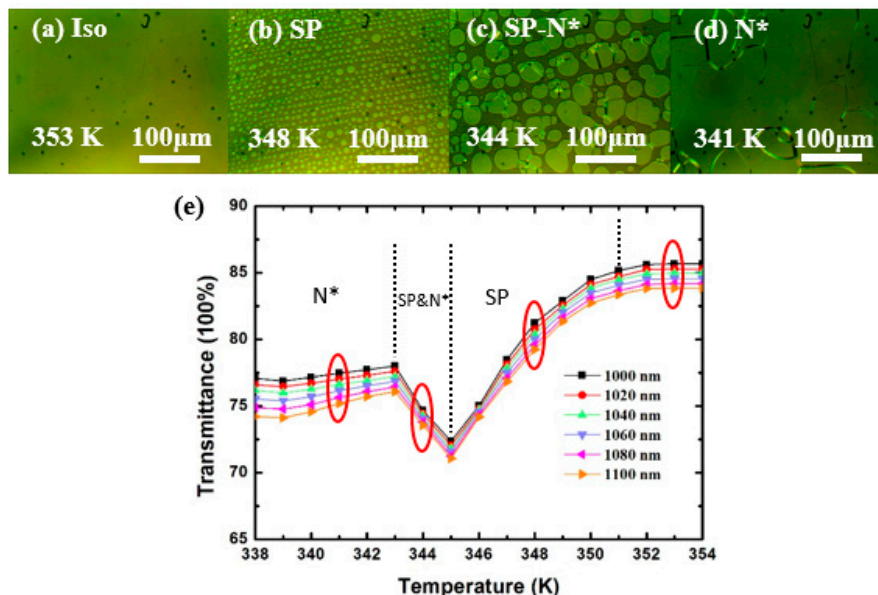 (a) Iso
353 K
100μm
(b) SP
348 K
100μm
(c) SP-N*
344 K
100μm
(d) N*
341 K
100μm
(e)
Transmittance (100%)
90
85
80
75
70
65
N*
SP&N*
SP
1000 nm
1020 nm
1040 nm
1060 nm
1080 nm
1100 nm
338 340 342 344 346 348 350 352 354
Temperature (K)